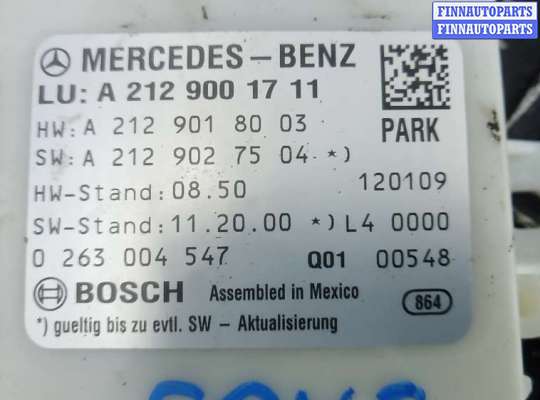 FINNAUTOPARTS
FINNAUTOPARTS
FINNAUTOPARTS
MERCEDES-BENZ
LU: A 212 900 17 11
HW: A 212 901 80 03
PARK
SW: A 212 902 75 04 *)
HW-Stand: 08.50
120109
SW-Stand: 11.20.00 *) L4 0000
0 263 004 547 Q01 00548
BOSCH Assembled in Mexico 864
*) gueltig bis zu evtl. SW - Aktualisierung